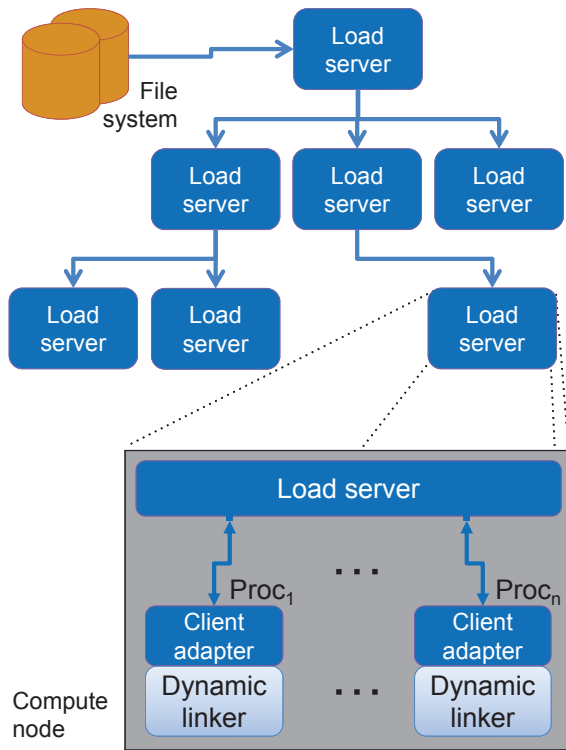 Load
server
File
system
Load
server
Load
server
Load
server
Load
server
Load
server
Load
server
Load server
. . .
Proc1
Procn
Client
adapter
Client
adapter
Dynamic
linker
. . .
Dynamic
linker
Compute
node